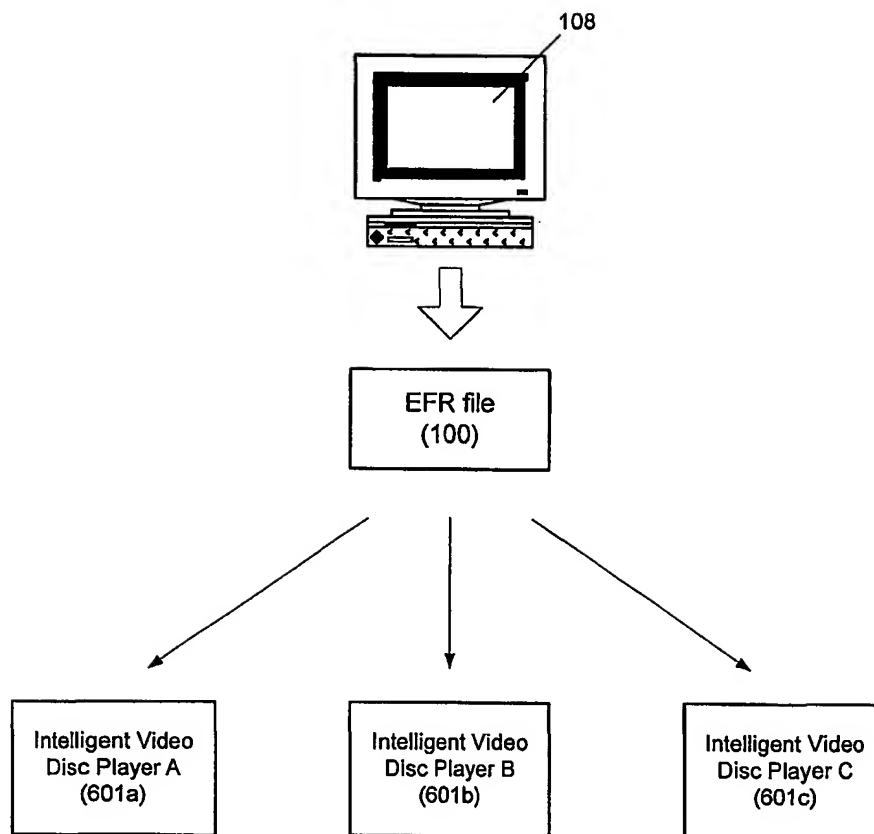 108
EFR file
(100)
Intelligent Video
Disc Player A
(601a)
Intelligent Video
Disc Player B
(601b)
Intelligent Video
Disc Player C
(601c)